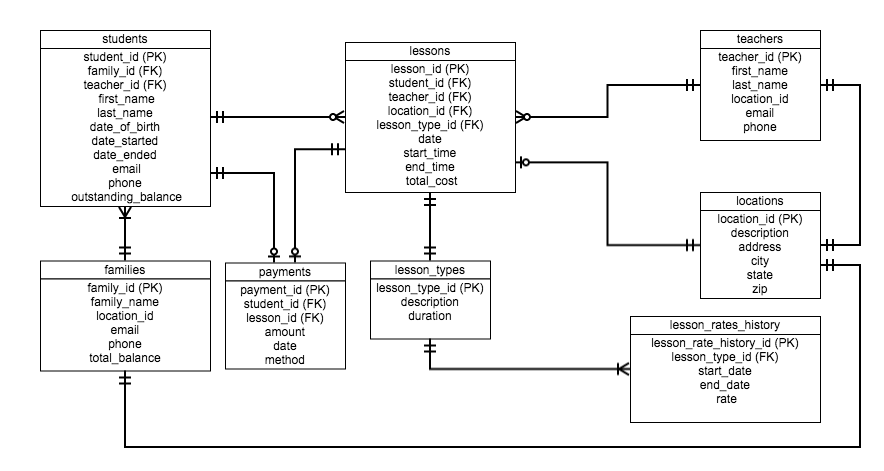 students
student_id (PK)
family_id (FK)
teacher_id (FK)
first_name
last_name
date_of_birth
date_started
date_ended
email
phone
outstanding_balance
lessons
lesson_id (PK)
student_id (FK)
teacher_id (FK)
location_id (FK)
lesson_type_id (FK)
date
start_time
end_time
total_cost
teachers
teacher_id (PK)
first_name
last_name
location_id
email
phone
locations
location_id (PK)
description
address
city
state
zip
families
family_id (PK)
family_name
location_id
email
phone
total_balance
payments
payment_id (PK)
student_id (FK)
lesson_id (FK)
amount
date
method
lesson_types
lesson_type_id (PK)
description
duration
lesson_rates_history
lesson_rate_history_id (PK)
lesson_type_id (FK)
start_date
end_date
rate